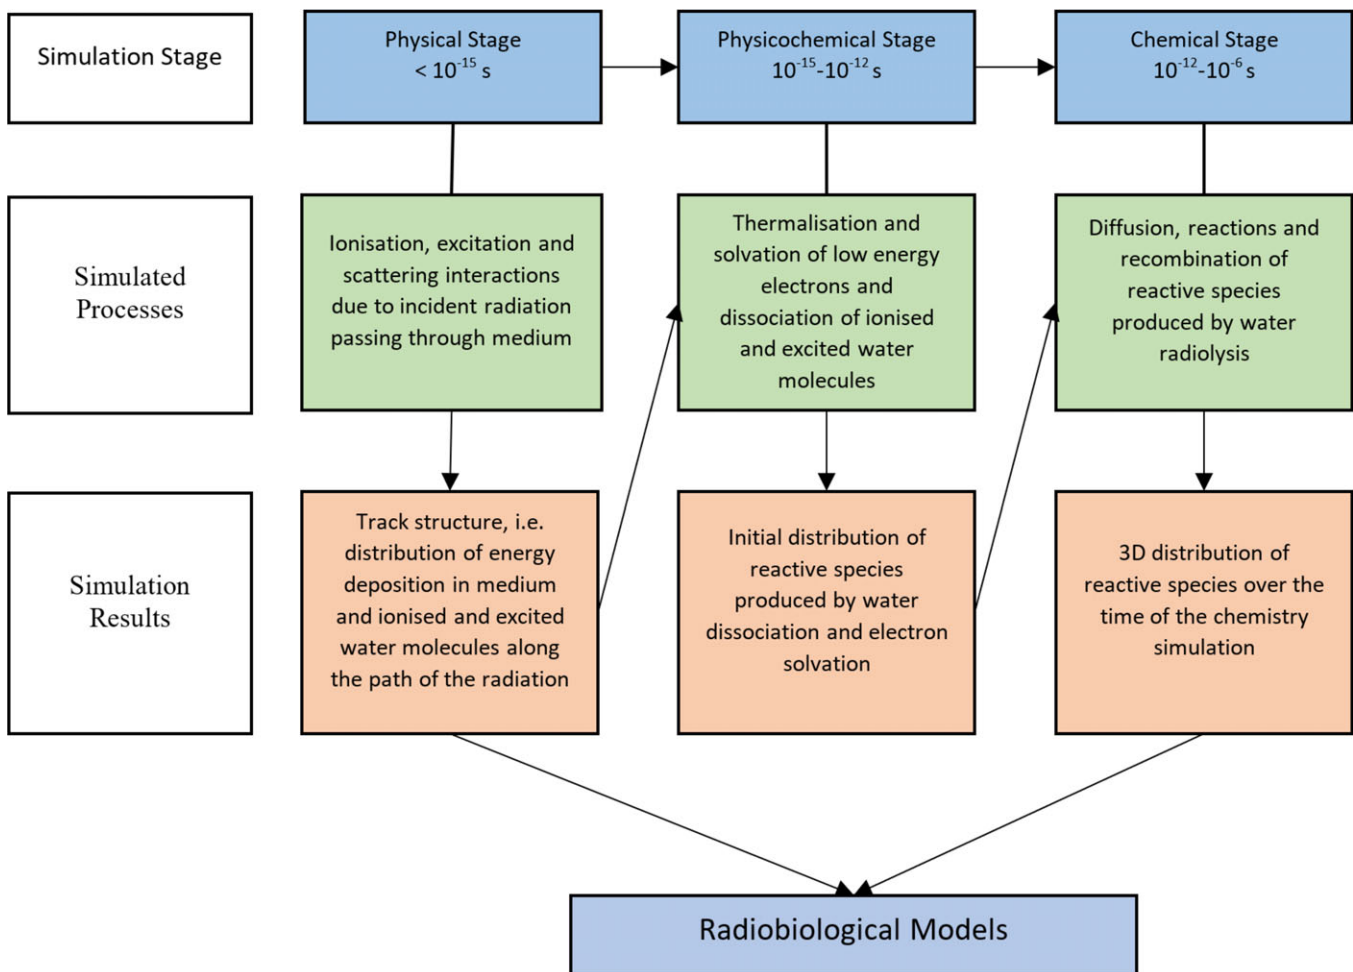 Simulation Stage
Physical Stage
< 10⁻¹⁵ s
Physicochemical Stage
10⁻¹⁵-10⁻¹² s
Chemical Stage
10⁻¹²-10⁻⁶ s
Simulated
Processes
Ionisation, excitation and
scattering interactions
due to incident radiation
passing through medium
Thermalisation and
solvation of low energy
electrons and
dissociation of ionised
and excited water
molecules
Diffusion, reactions and
recombination of
reactive species
produced by water
radiolysis
Simulation
Results
Track structure, i.e.
distribution of energy
deposition in medium
and ionised and excited
water molecules along
the path of the radiation
Initial distribution of
reactive species
produced by water
dissociation and electron
solvation
3D distribution of
reactive species over the
time of the chemistry
simulation
Radiobiological Models